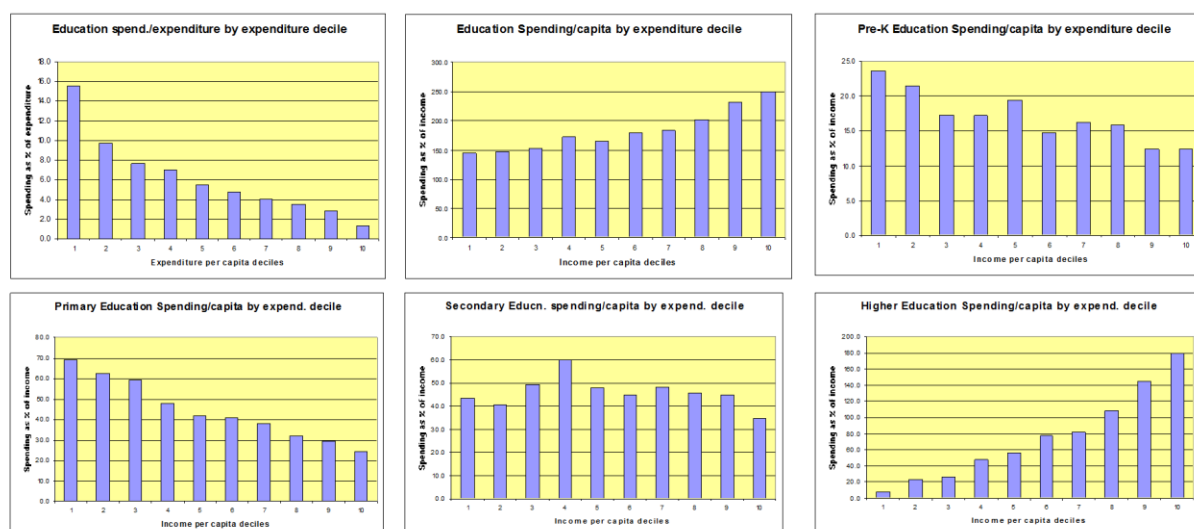 Education spend./expenditure by expenditure decile
Spending as % of expenditure
18.0
16.0
14.0
12.0
10.0
8.0
6.0
4.0
2.0
0.0
1 2 3 4 5 6 7 8 9 10
Expenditure per capita deciles
Education Spending/capita by expenditure decile
Spending as % of income
300.0
250.0
200.0
150.0
100.0
50.0
0.0
1 2 3 4 5 6 7 8 9 10
Income per capita deciles
Pre-K Education Spending/capita by expenditure decile
Spending as % of income
25.0
20.0
15.0
10.0
5.0
0.0
1 2 3 4 5 6 7 8 9 10
Income per capita deciles
Primary Education Spending/capita by expend. decile
Spending as % of income
80.0
70.0
60.0
50.0
40.0
30.0
20.0
10.0
0.0
1 2 3 4 5 6 7 8 9 10
Income per capita deciles
Secondary Educn. spending/capita by expend. decile
Spending as % of income
70.0
60.0
50.0
40.0
30.0
20.0
10.0
0.0
1 2 3 4 5 6 7 8 9 10
Income per capita deciles
Higher Education Spending/capita by expend. decile
Spending as % of income
200.0
180.0
160.0
140.0
120.0
100.0
80.0
60.0
40.0
20.0
0.0
1 2 3 4 5 6 7 8 9 10
Income per capita deciles